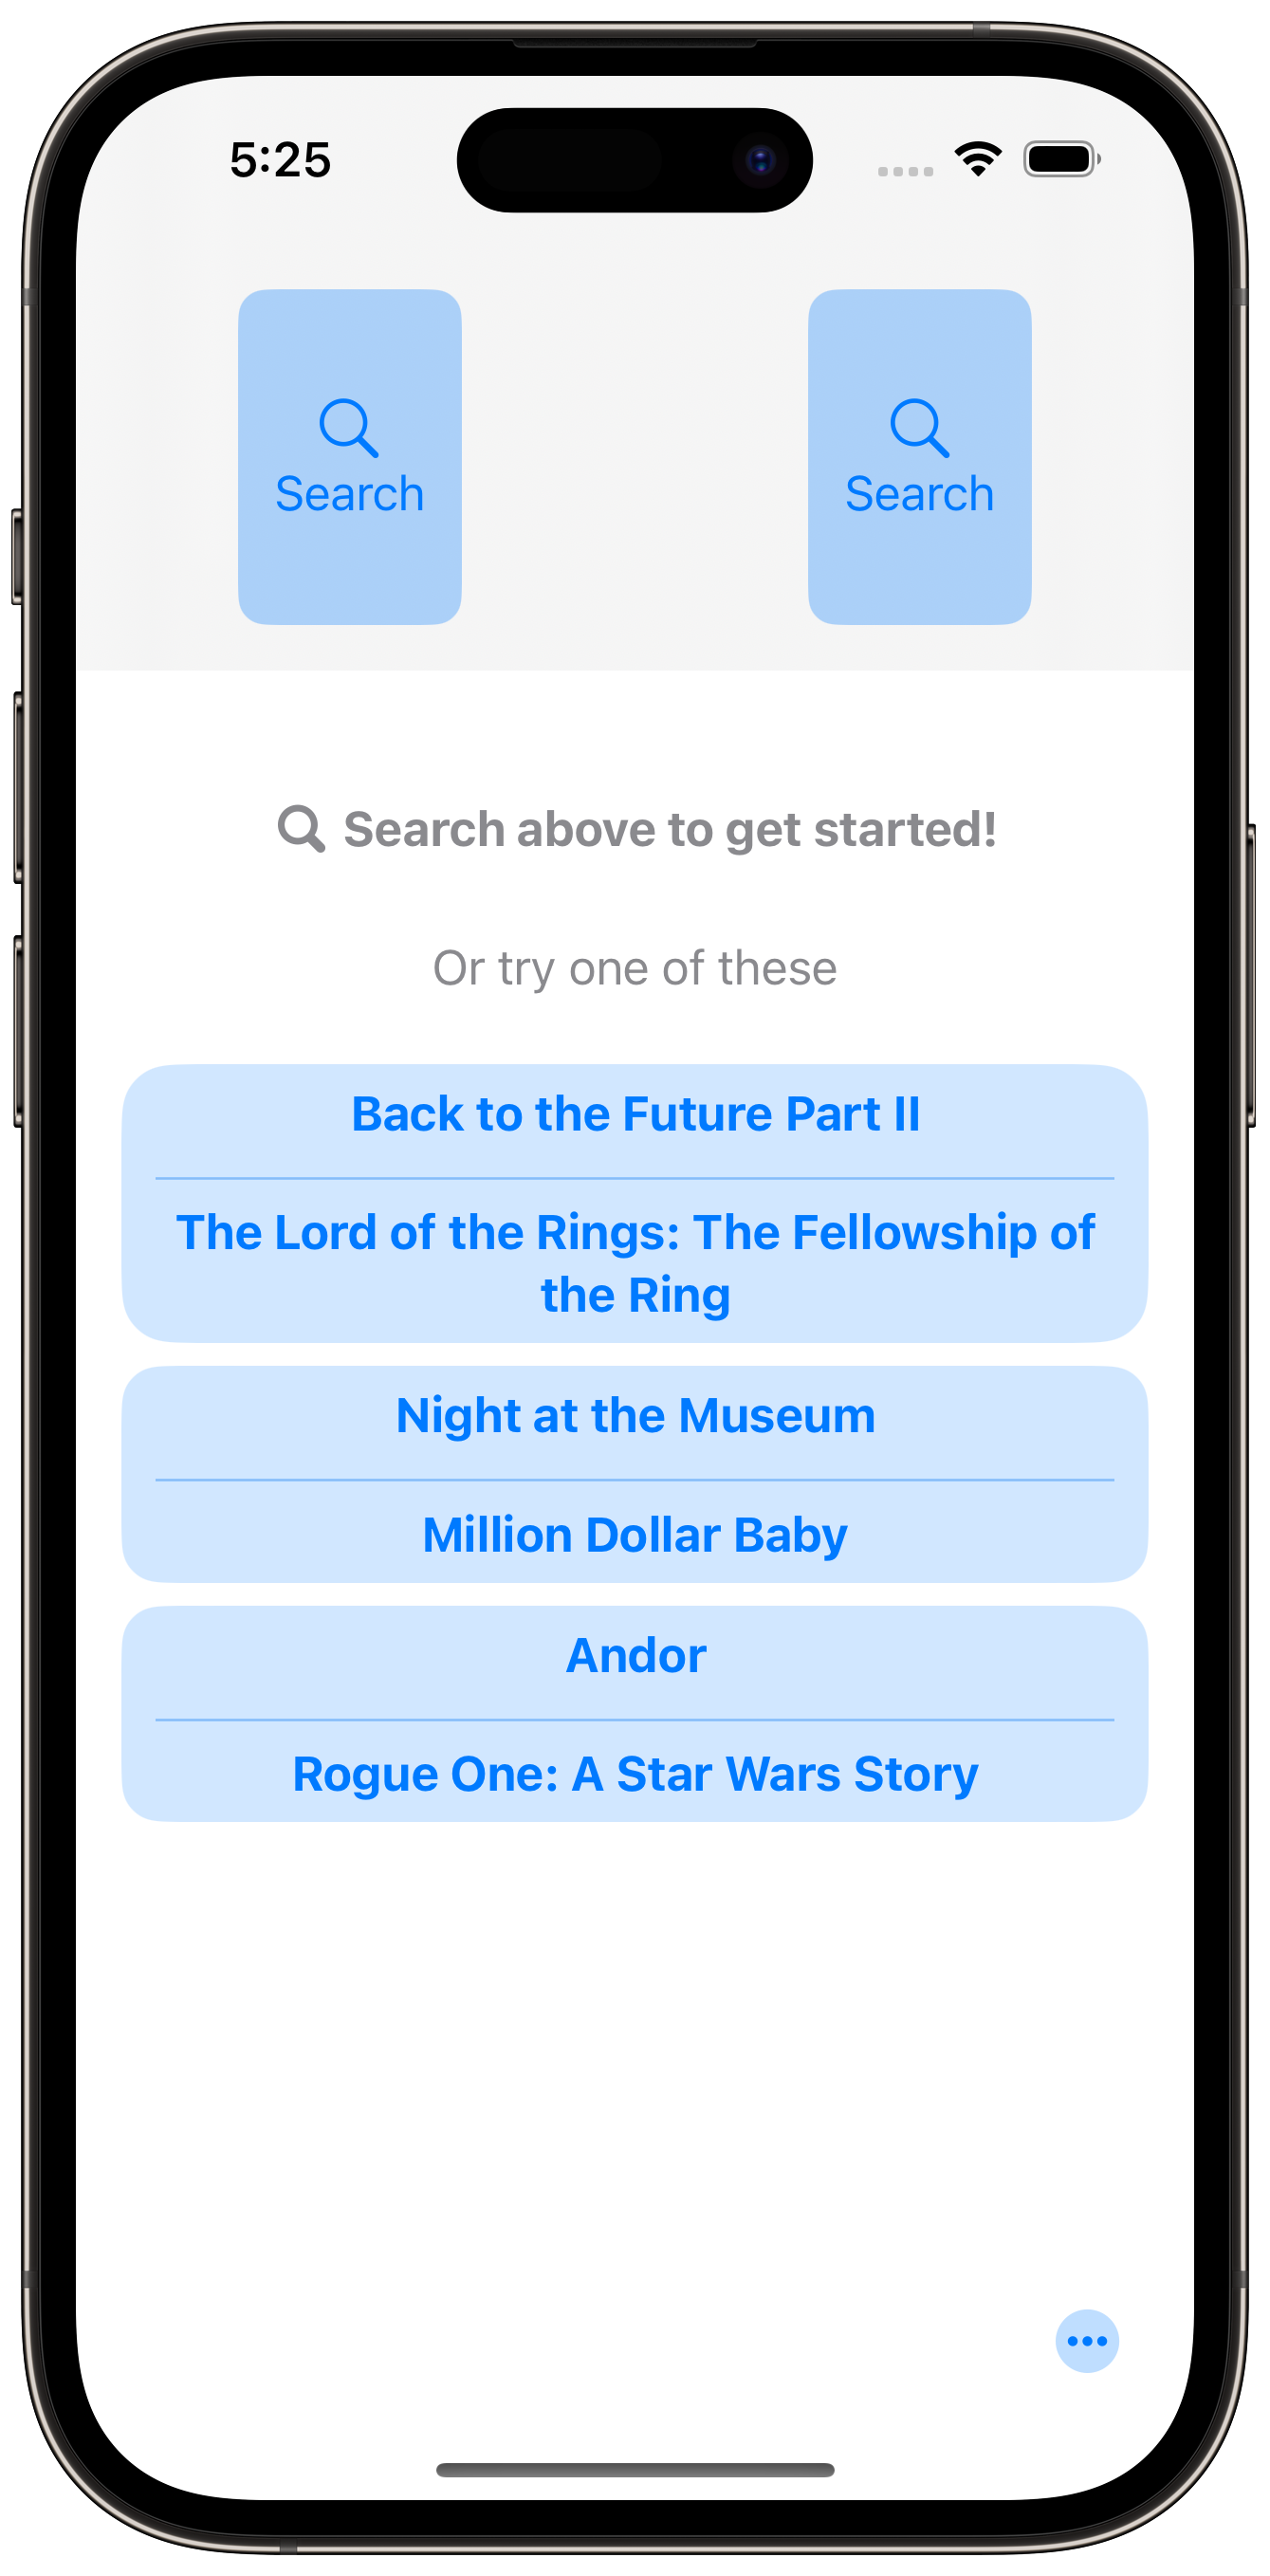 5:25
Search
Search
Search above to get started!
Or try one of these
Back to the Future Part II
The Lord of the Rings: The Fellowship of
the Ring
Night at the Museum
Million Dollar Baby
Andor
Rogue One: A Star Wars Story